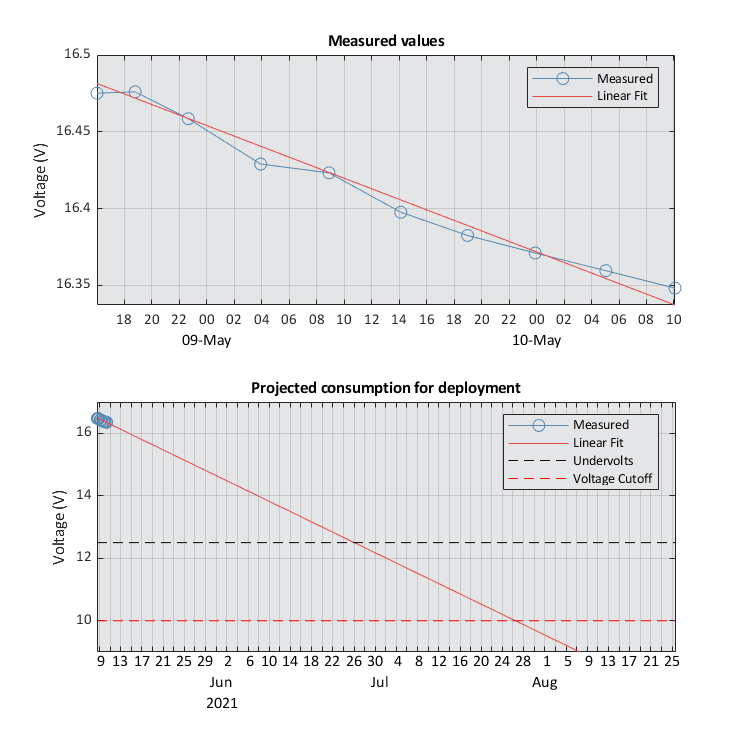 Measured values
16.5
16.45
16.4
16.35
Voltage (V)
Measured
Linear Fit
18 20 22 00 02 04 06 08 10 12 14 16 18 20 22 00 02 04 06 08 10
09-May 10-May
Projected consumption for deployment
16
14
12
10
Voltage (V)
Measured
Linear Fit
Undervolts
Voltage Cutoff
9 13 17 21 25 29 2 6 10 14 18 22 26 30 4 8 12 16 20 24 28 1 5 9 13 17 21 25
Jun Jul Aug
2021